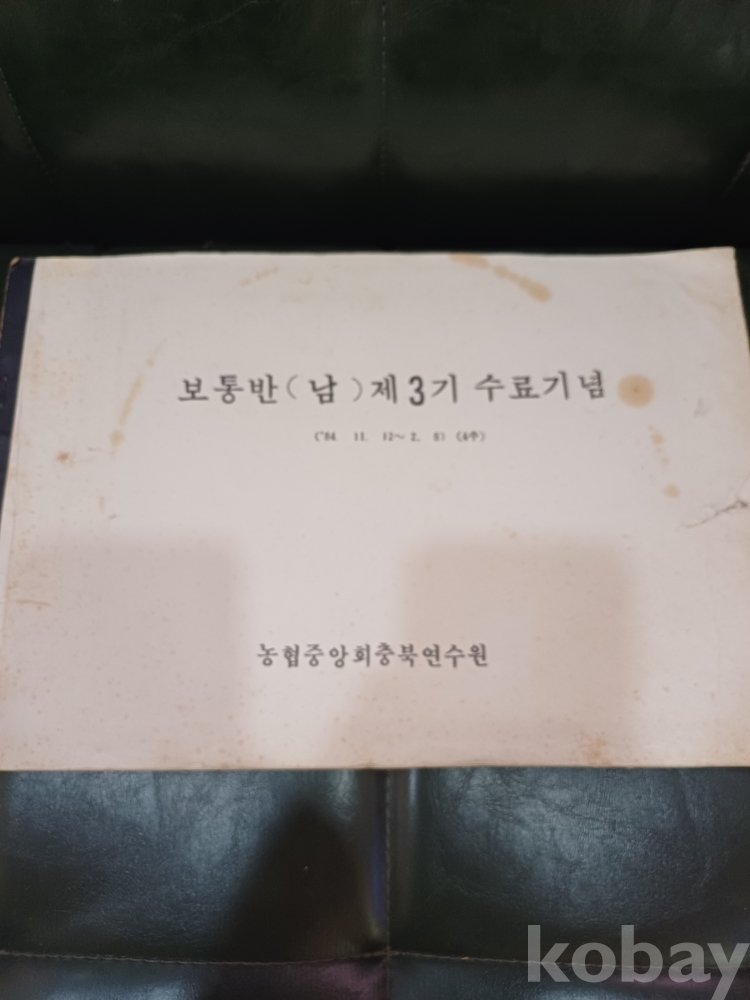 보통반(남)제3기 수료기념
('84. 11. 12~2. 8) (4주)
농협중앙회충북연수원
kobay